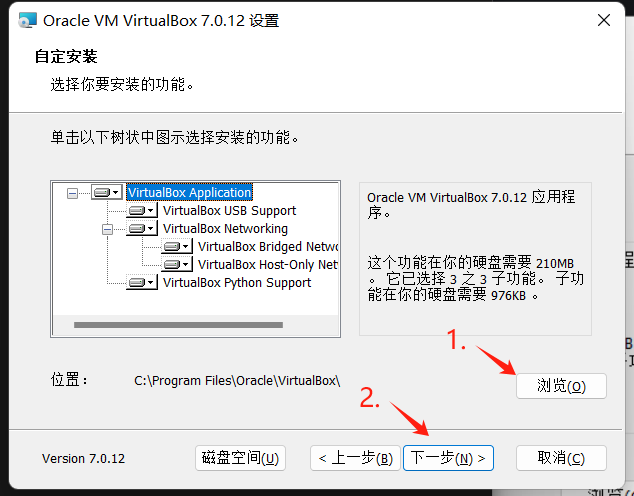 Oracle VM VirtualBox 7.0.12 设置
自定安装
选择你要安装的功能。
单击以下树状中图示选择安装的功能。
VirtualBox Application
VirtualBox USB Support
VirtualBox Networking
VirtualBox Bridged Netwo
VirtualBox Host-Only Net
VirtualBox Python Support
Oracle VM VirtualBox 7.0.12 应用程
序。
这个功能在你的硬盘需要 210MB
。 它已选择 3 之 3 子功能。 子功
能在你的硬盘需要 976KB 。
1.
位置：
C:\Program Files\Oracle\VirtualBox\
浏览(O)
2.
Version 7.0.12
磁盘空间(U)
< 上一步(B)
下一步(N) >
取消(C)